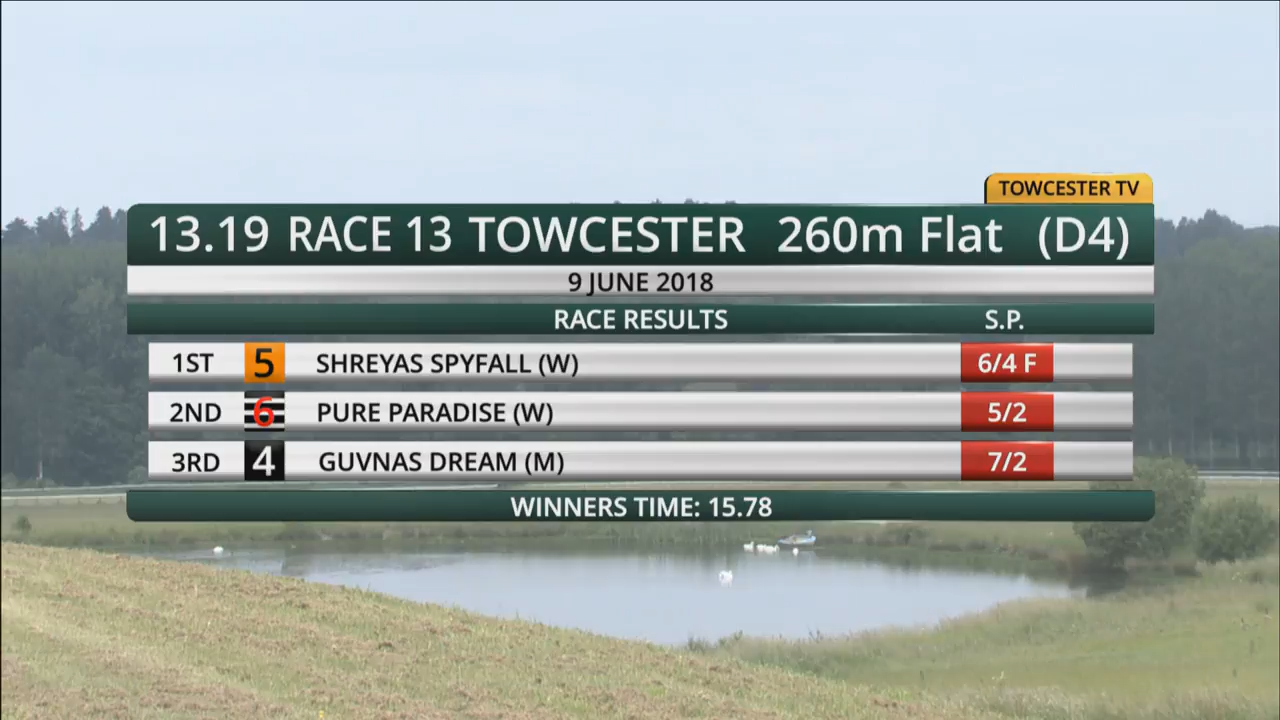 TOWCESTER TV
13.19 RACE 13 TOWCESTER 260m Flat (D4)
9 JUNE 2018
RACE RESULTS S.P.
1ST 5 SHREYAS SPYFALL (W) 6/4 F
2ND 6 PURE PARADISE (W) 5/2
3RD 4 GUVNAS DREAM (M) 7/2
WINNERS TIME: 15.78